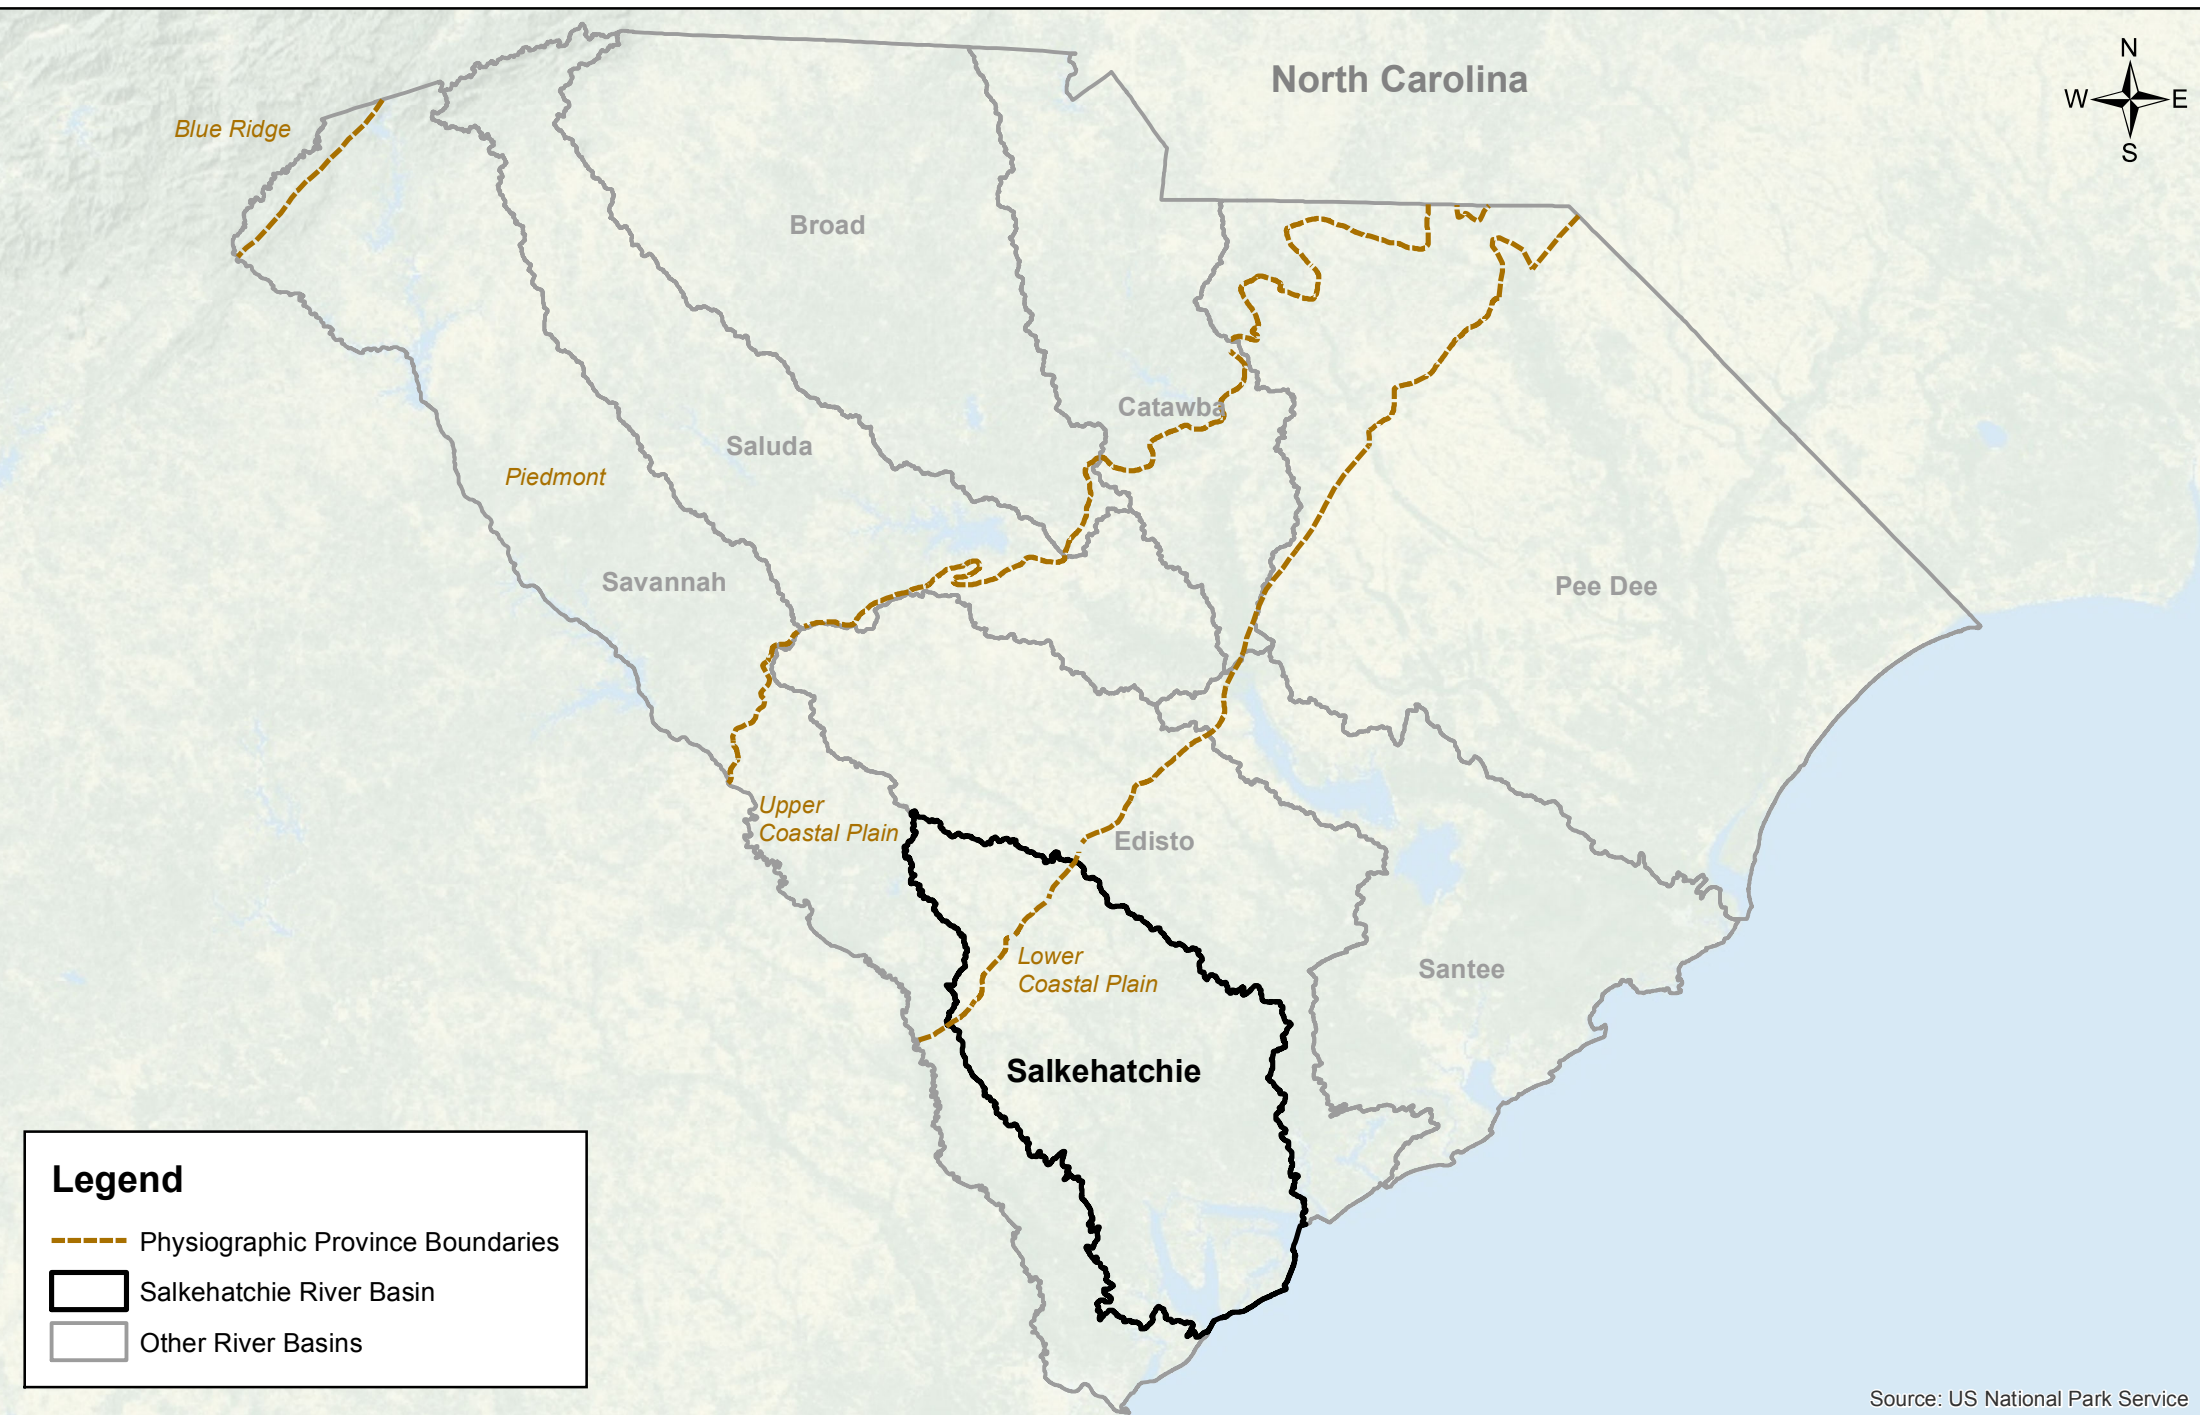 North Carolina
N
W E
S
Blue Ridge
Broad
Catawba
Saluda
Piedmont
Savannah
Pee Dee
Upper
Coastal Plain
Edisto
Lower
Coastal Plain
Santee
Salkehatchie
Legend
Physiographic Province Boundaries
Salkehatchie River Basin
Other River Basins
Source: US National Park Service